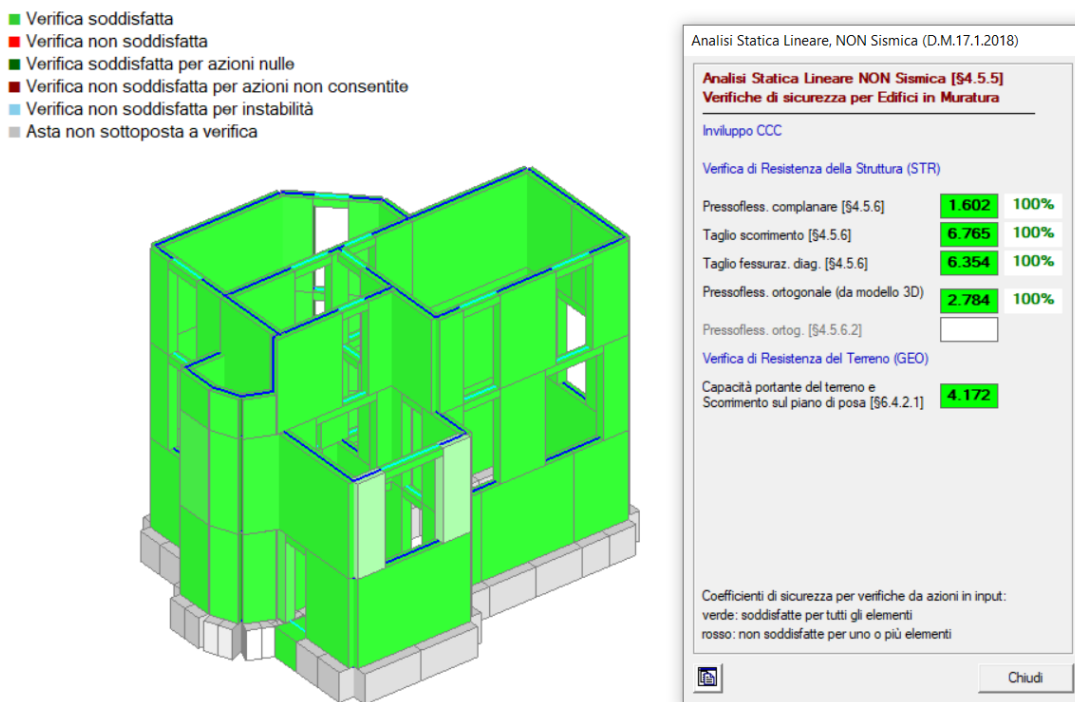 Verifica soddisfatta
Verifica non soddisfatta
Verifica soddisfatta per azioni nulle
Verifica non soddisfatta per azioni non consentite
Verifica non soddisfatta per instabilità
Asta non sottoposta a verifica
Analisi Statica Lineare, NON Sismica (D.M.17.1.2018)
Analisi Statica Lineare NON Sismica [§4.5.5]
Verifiche di sicurezza per Edifici in Muratura
Inviluppo CCC
Verifica di Resistenza della Struttura (STR)
Pressofless. complanare [§4.5.6] 1.602 100%
Taglio scorrimento [§4.5.6] 6.765 100%
Taglio fessuraz. diag. [§4.5.6] 6.354 100%
Pressofless. ortogonale (da modello 3D) 2.784 100%
Pressofless. ortog. [§4.5.6.2]
Verifica di Resistenza del Terreno (GEO)
Capacità portante del terreno e
Scorrimento sul piano di posa [§6.4.2.1] 4.172
Coefficienti di sicurezza per verifiche da azioni in input:
verde: soddisfatte per tutti gli elementi
rosso: non soddisfatte per uno o più elementi
Chiudi